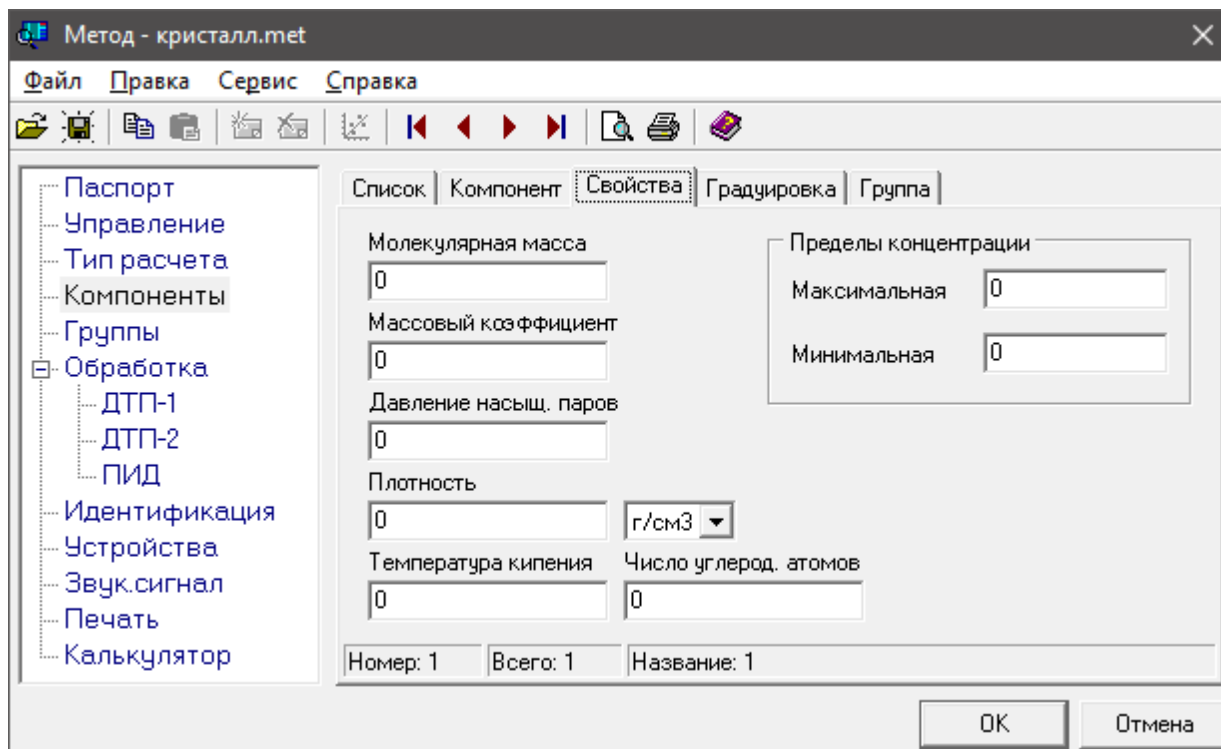 Метод - кристалл.met
Файл Правка Сервис Справка
Паспорт
Управление
Тип расчета
Компоненты
Группы
Обработка
ДТП-1
ДТП-2
ПИД
Идентификация
Устройства
Звук.сигнал
Печать
Калькулятор
Список Компонент Свойства Градуировка Группа
Молекулярная масса
0
Массовый коэффициент
0
Давление насыщ. паров
0
Плотность
0 г/см3
Температура кипения Число углерод. атомов
0 0
Пределы концентрации
Максимальная 0
Минимальная 0
Номер: 1 Всего: 1 Название: 1
OK Отмена